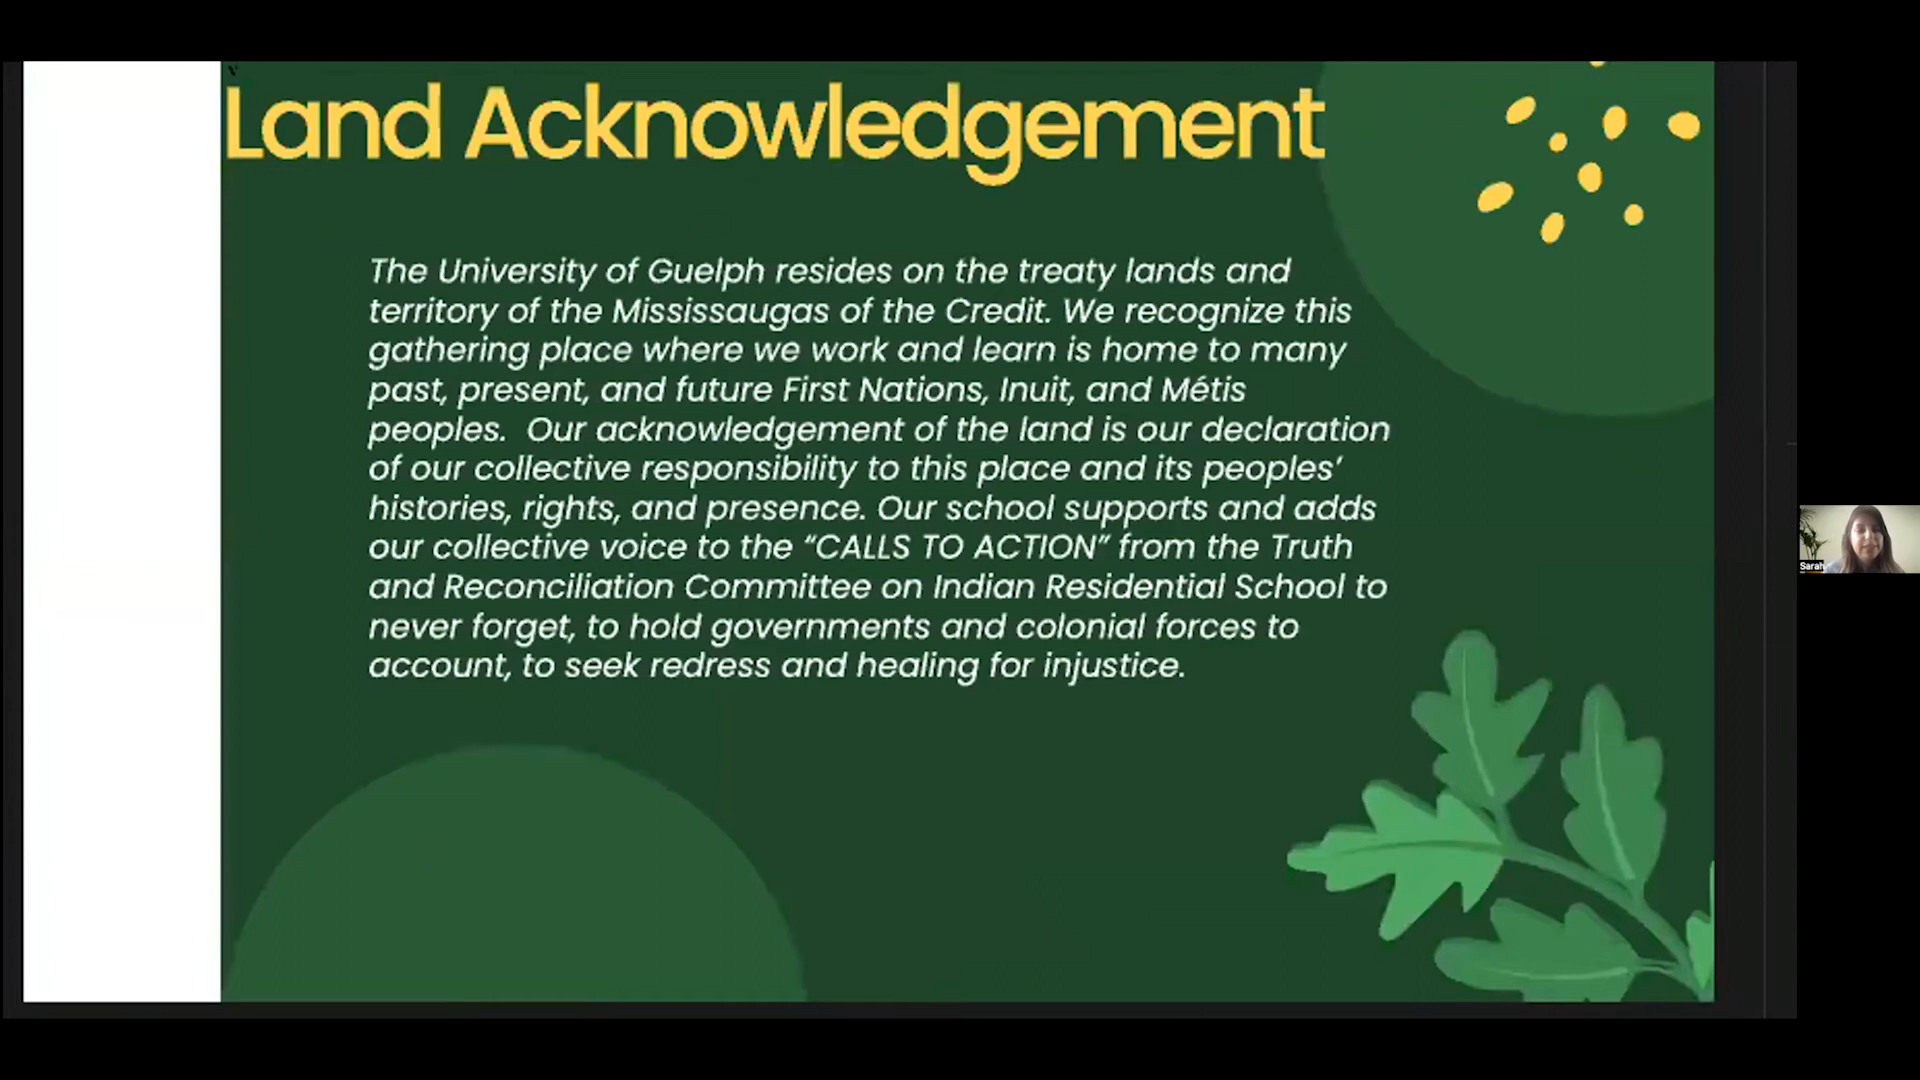 Land Acknowledgement
The University of Guelph resides on the treaty lands and
territory of the Mississaugas of the Credit. We recognize this
gathering place where we work and learn is home to many
past, present, and future First Nations, Inuit, and Métis
peoples.  Our acknowledgement of the land is our declaration
of our collective responsibility to this place and its peoples’
histories, rights, and presence. Our school supports and adds
our collective voice to the “CALLS TO ACTION” from the Truth
and Reconciliation Committee on Indian Residential School to
never forget, to hold governments and colonial forces to
account, to seek redress and healing for injustice.
Sarah